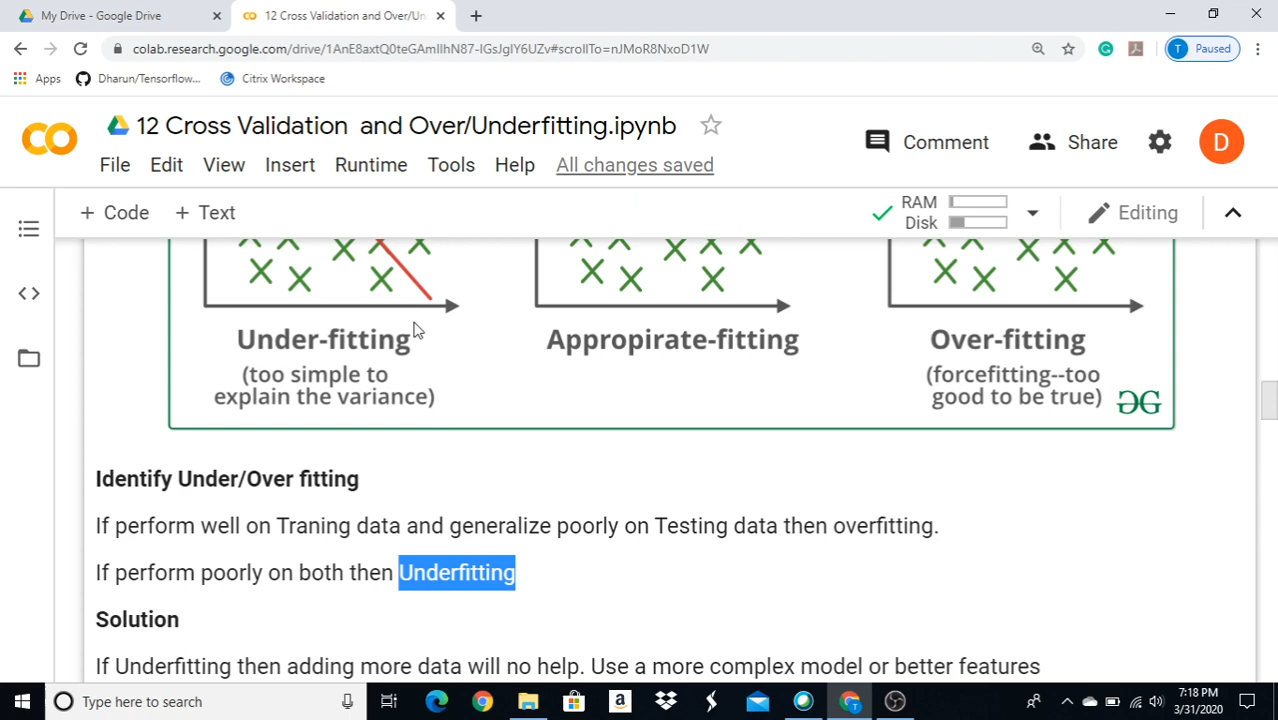 My Drive - Google Drive
12 Cross Validation and Over/Un
colab.research.google.com/drive/1AnE8axtQ0teGAmIlhN87-IGsJgIY6UZv#scrollTo=nJMoR8NxoD1W
T Paused
Apps Dharun/Tensorflow... Citrix Workspace
12 Cross Validation and Over/Underfitting.ipynb
Comment Share D
File Edit View Insert Runtime Tools Help All changes saved
+ Code + Text RAM Disk Editing
Under-fitting Appropirate-fitting Over-fitting
(too simple to (forcefitting--too
explain the variance) good to be true)
Identify Under/Over fitting
If perform well on Traning data and generalize poorly on Testing data then overfitting.
If perform poorly on both then Underfitting
Solution
If Underfitting then adding more data will no help. Use a more complex model or better features
Type here to search
7:18 PM
3/31/2020